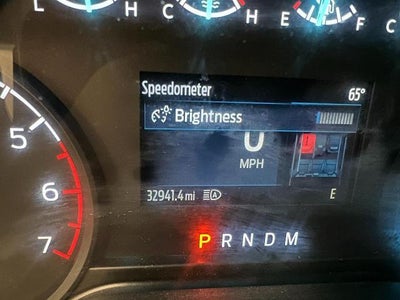 L H C H E F C
Speedometer 65°
Brightness
0
MPH
5
6
7
32941.4 mi A E
P R N D M